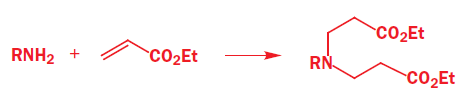 RNH₂ + CO₂Et
RN
CO₂Et
CO₂Et